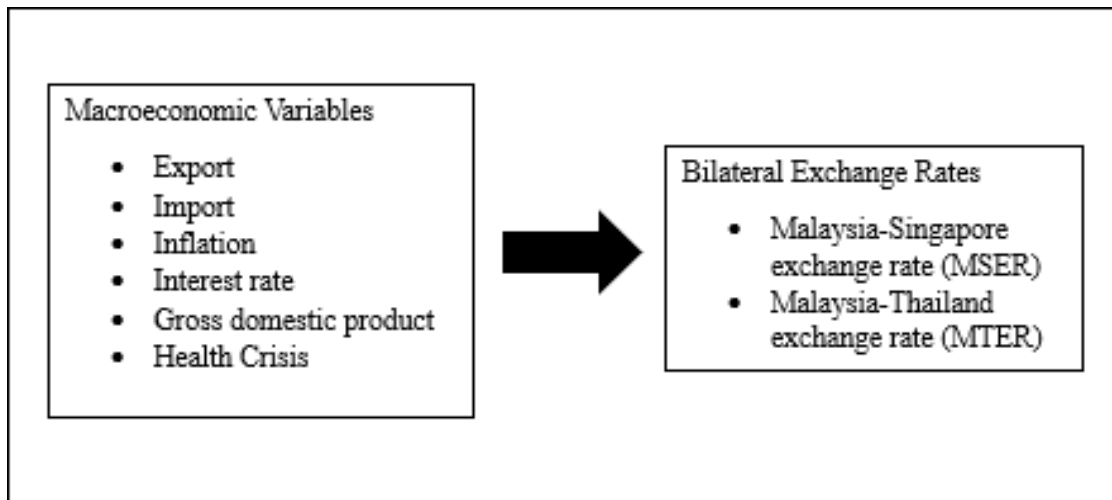 Macroeconomic Variables
• Export
• Import
• Inflation
• Interest rate
• Gross domestic product
• Health Crisis
Bilateral Exchange Rates
• Malaysia-Singapore
exchange rate (MSER)
• Malaysia-Thailand
exchange rate (MTER)